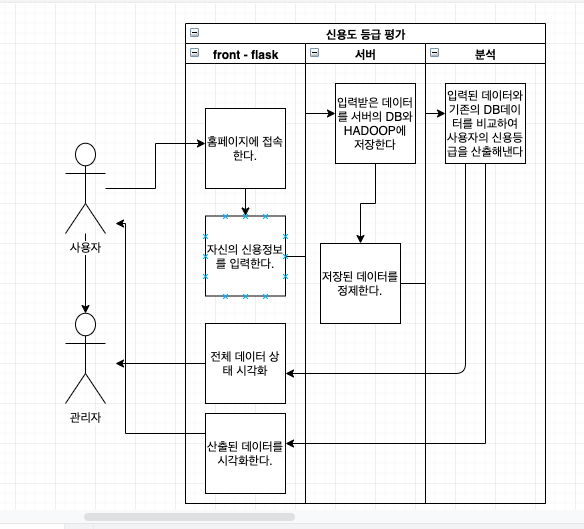 신용도 등급 평가
front - flask
서버
분석
홈페이지에 접속
한다.
입력받은 데이터
를 서버의 DB와
HADOOP에
저장한다
입력된 데이터와
기존의 DB데이
터를 비교하여
사용자의 신용등
급을 산출해낸다
사용자
자신의 신용정보
를 입력한다.
저장된 데이터를
정제한다.
전체 데이터 상
태 시각화
관리자
산출된 데이터를
시각화한다.